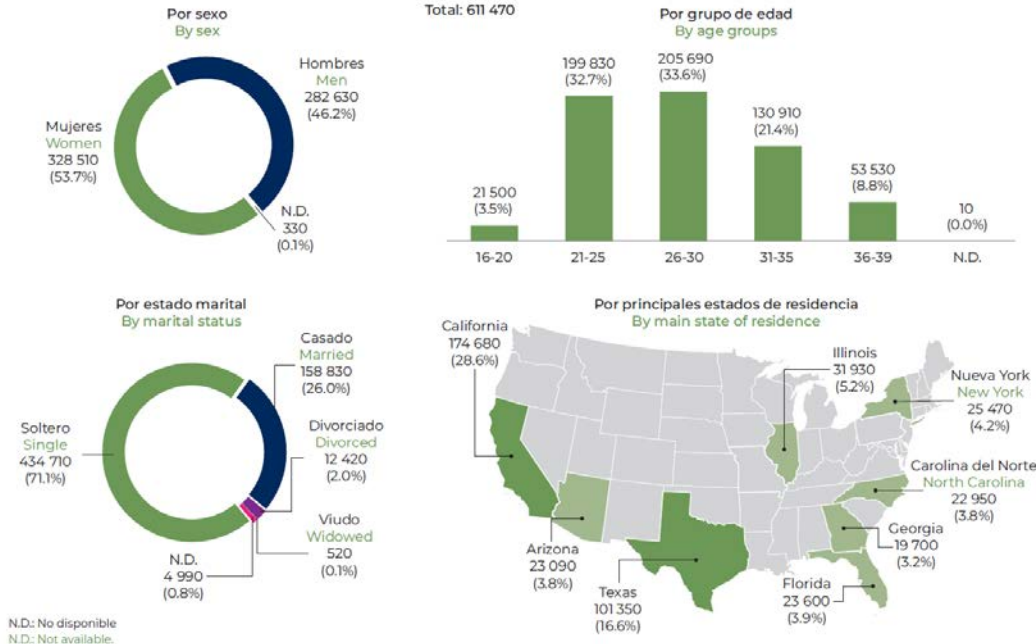 Por sexo
By sex
Hombres
Men
282 630
(46.2%)
Mujeres
Women
328 510
(53.7%)
N.D.
330
(0.1%)
Total: 611 470
Por grupo de edad
By age groups
21 500
(3.5%)
199 830
(32.7%)
205 690
(33.6%)
130 910
(21.4%)
53 530
(8.8%)
10
(0.0%)
16-20
21-25
26-30
31-35
36-39
N.D.
Por estado marital
By marital status
Casado
Married
158 830
(26.0%)
Soltero
Single
434 710
(71.1%)
Divorciado
Divorced
12 420
(2.0%)
Viudo
Widowed
520
(0.1%)
N.D.
4 990
(0.8%)
Por principales estados de residencia
By main state of residence
California
174 680
(28.6%)
Illinois
31 930
(5.2%)
Nueva York
New York
25 470
(4.2%)
Carolina del Norte
North Carolina
22 950
(3.8%)
Georgia
19 700
(3.2%)
Arizona
23 090
(3.8%)
Texas
101 350
(16.6%)
Florida
23 600
(3.9%)
N.D.: No disponible
N.D.: Not available.